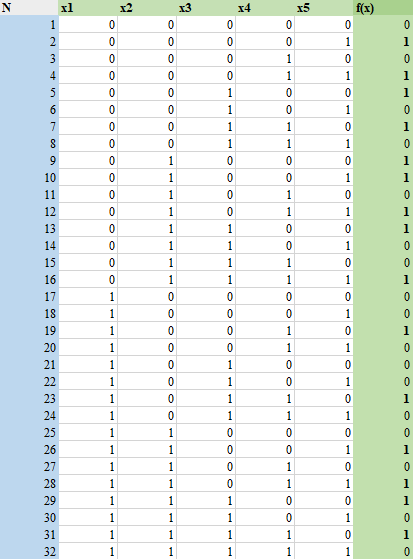 N x1 x2 x3 x4 x5 f(x)
1 0 0 0 0 0 0
2 0 0 0 0 1 1
3 0 0 0 1 0 0
4 0 0 0 1 1 1
5 0 0 1 0 0 1
6 0 0 1 0 1 0
7 0 0 1 1 0 1
8 0 0 1 1 1 0
9 0 1 0 0 0 1
10 0 1 0 0 1 1
11 0 1 0 1 0 0
12 0 1 0 1 1 1
13 0 1 1 0 0 1
14 0 1 1 0 1 0
15 0 1 1 1 0 0
16 0 1 1 1 1 1
17 1 0 0 0 0 0
18 1 0 0 0 1 0
19 1 0 0 1 0 1
20 1 0 0 1 1 0
21 1 0 1 0 0 0
22 1 0 1 0 1 0
23 1 0 1 1 0 1
24 1 0 1 1 1 0
25 1 1 0 0 0 0
26 1 1 0 0 1 1
27 1 1 0 1 0 0
28 1 1 0 1 1 1
29 1 1 1 0 0 1
30 1 1 1 0 1 0
31 1 1 1 1 0 1
32 1 1 1 1 1 0